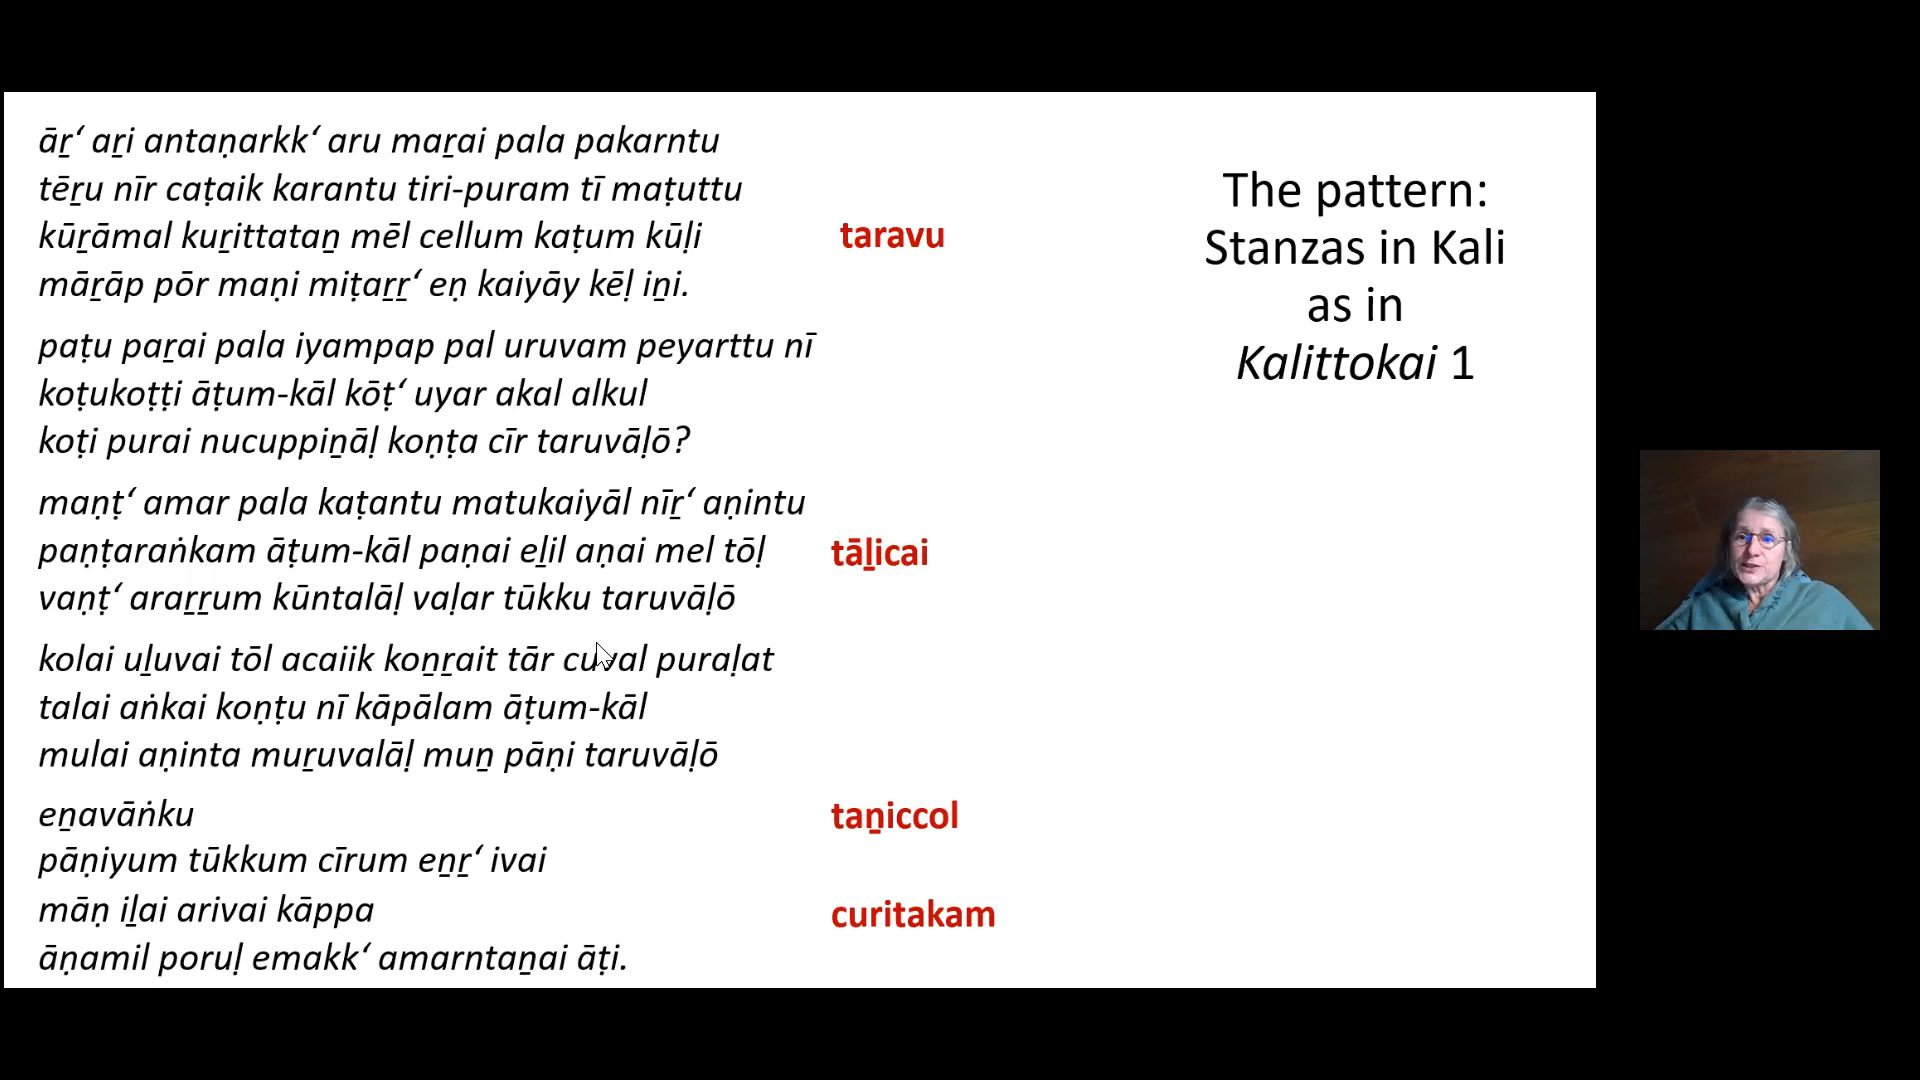 āṟʻ aṟi antaṇarkkʻ aru maṟai pala pakarntu
tēṟu nīr caṭaik karantu tiri-puram tī maṭuttu
kūṟāmal kuṟittataṉ mēl cellum kaṭum kūḷi
māṟāp pōr maṇi miṭaṟṟʻ eṇ kaiyāy kēḷ iṉi.
taravu
paṭu paṟai pala iyampap pal uruvam peyarttu nī
koṭukoṭṭi āṭum-kāl kōṭʻ uyar akal alkul
koṭi purai nucuppiṉāḷ koṇṭa cīr taruvāḷō?
maṇṭʻ amar pala kaṭantu matukaiyāl nīṟʻ aṇintu
paṇṭaraṅkam āṭum-kāl paṇai eḻil aṇai mel tōḷ
vaṇṭʻ araṟṟum kūntalāḷ vaḷar tūkku taruvāḷō
tāḻicai
kolai uḻuvai tōl acaiik koṉṟait tār cuval puraḷat
talai aṅkai koṇṭu nī kāpālam āṭum-kāl
mulai aṇinta muṟuvalāḷ muṉ pāṇi taruvāḷō
eṉavāṅku
taṉiccol
pāṇiyum tūkkum cīrum eṉṟʻ ivai
māṇ iḻai arivai kāppa
āṇamil poruḷ emakkʻ amarntaṉai āṭi.
curitakam
The pattern:
Stanzas in Kali
as in
Kalittokai 1